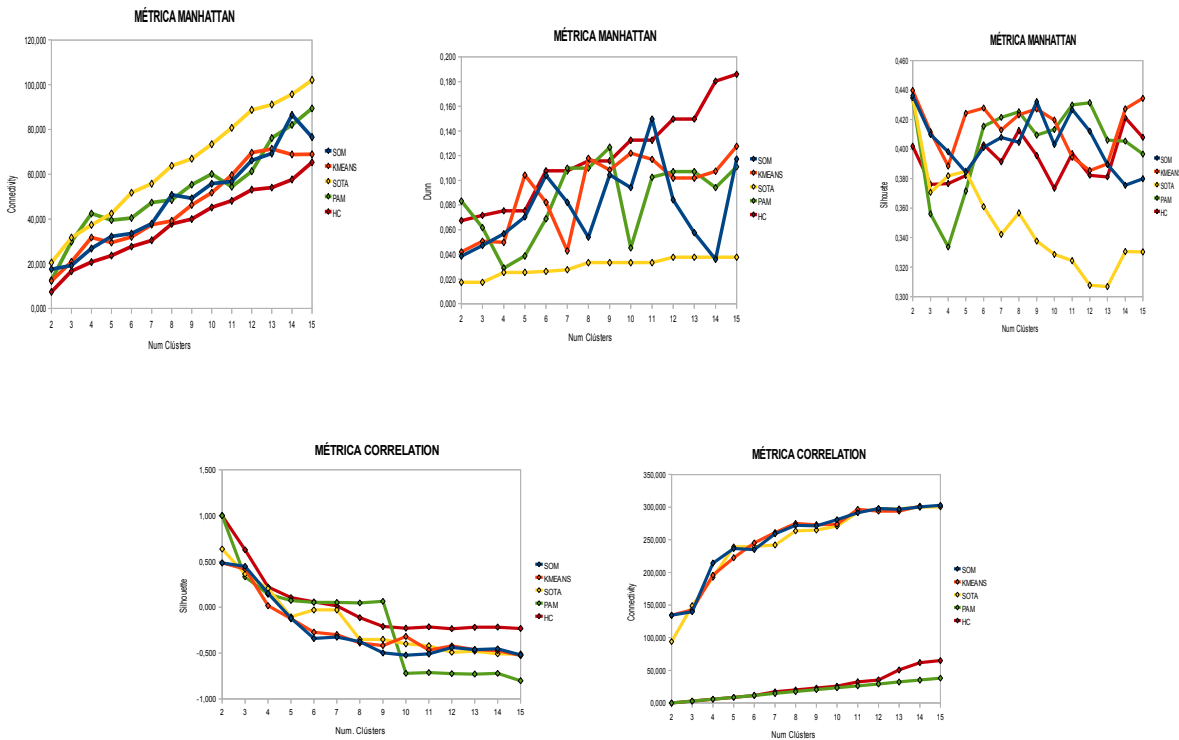 MÉTRICA MANHATTAN
120,000
100,000
80,000
60,000
40,000
20,000
0,000
Connectivity
2 3 4 5 6 7 8 9 10 11 12 13 14 15
Num Clústers
SOM
KMEANS
SOTA
PAM
HC
MÉTRICA MANHATTAN
0,200
0,180
0,160
0,140
0,120
0,100
0,080
0,060
0,040
0,020
0,000
Dunn
2 3 4 5 6 7 8 9 10 11 12 13 14 15
Num Clústers
SOM
KMEANS
SOTA
PAM
HC
MÉTRICA MANHATTAN
0,460
0,440
0,420
0,400
0,380
0,360
0,340
0,320
0,300
Silhouette
2 3 4 5 6 7 8 9 10 11 12 13 14 15
Num Clústers
SOM
KMEANS
SOTA
PAM
HC
MÉTRICA CORRELATION
1,500
1,000
0,500
0,000
-0,500
-1,000
Silhouette
2 3 4 5 6 7 8 9 10 11 12 13 14 15
Num. Clústers
SOM
KMEANS
SOTA
PAM
HC
MÉTRICA CORRELATION
350,000
300,000
250,000
200,000
150,000
100,000
50,000
0,000
Connectivity
2 3 4 5 6 7 8 9 10 11 12 13 14 15
Num Clústers
SOM
KMEANS
SOTA
PAM
HC